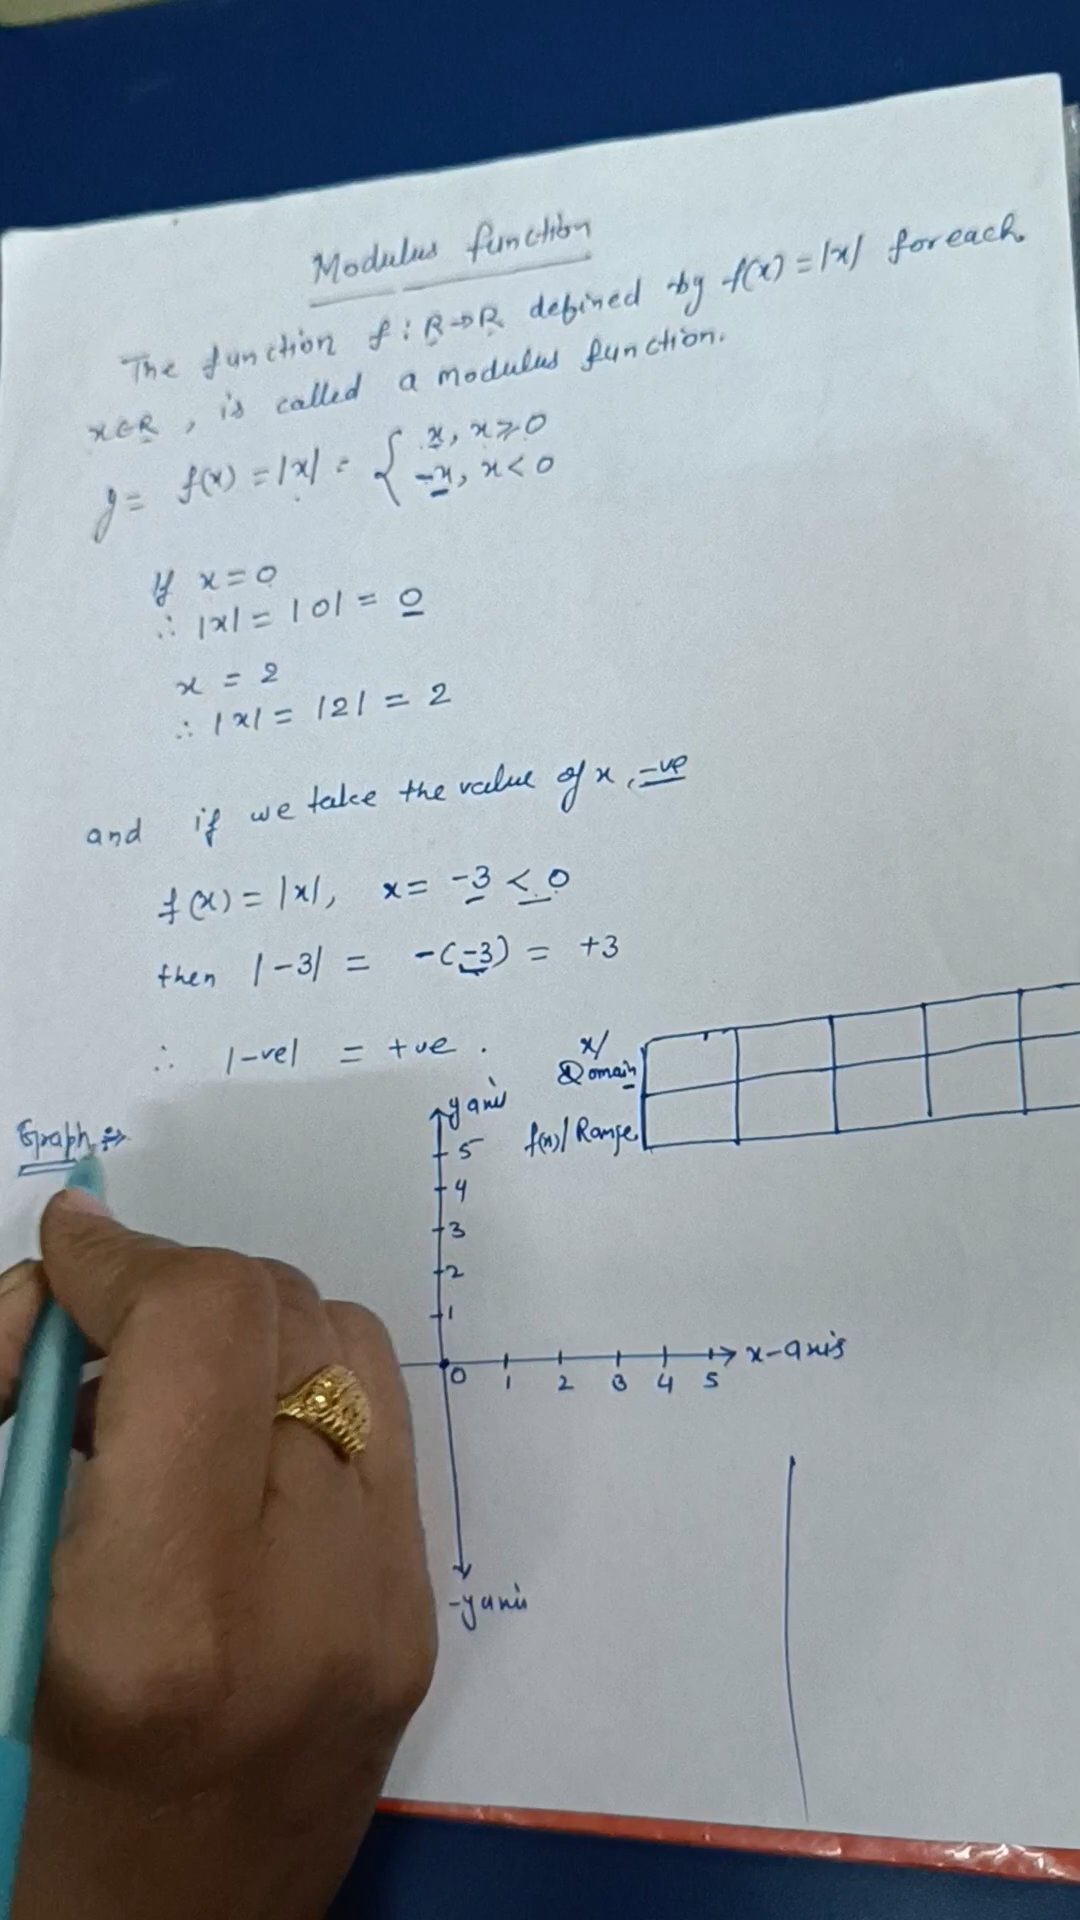 Modulus function
The function f : R→R defined by f(x) = |x| for each
x∈R, is called a modulus function.
y = f(x) = |x| = { x, x ⩾ 0
-x, x < 0
If x = 0
∴ |x| = |0| = 0
x = 2
∴ |x| = |2| = 2
and if we take the value of x, -ve
f(x) = |x|, x = -3 < 0
then |-3| = -(-3) = +3
∴ |-ve| = +ve .
x/
Domain
f(x)/Range
Graph :⇒
y axis
5
4
3
2
1
x-axis
0 1 2 3 4 5
-y axis